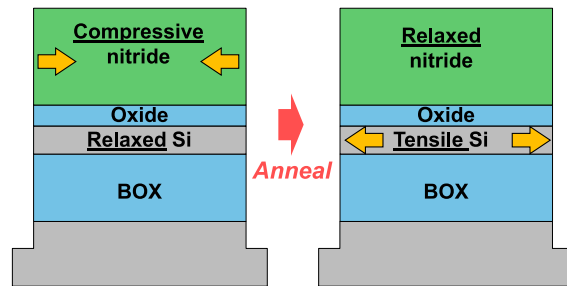 Compressive
nitride
Oxide
Relaxed Si
BOX
Anneal
Relaxed
nitride
Oxide
Tensile Si
BOX